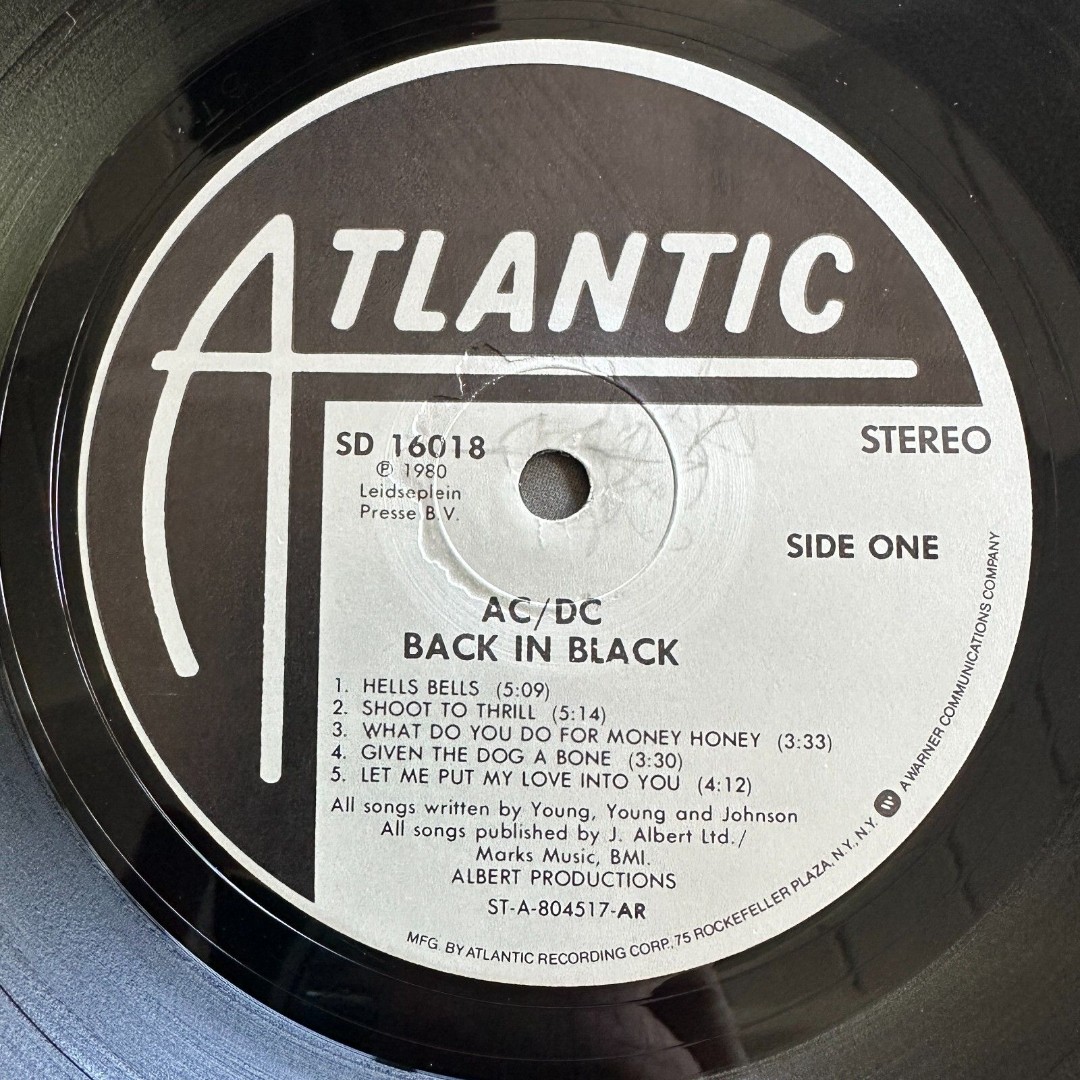 ATLANTIC
SD 16018
℗ 1980
Leidseplein
Presse B.V.
STEREO
SIDE ONE
AC/DC
BACK IN BLACK
1. HELLS BELLS (5:09)
2. SHOOT TO THRILL (5:14)
3. WHAT DO YOU DO FOR MONEY HONEY (3:33)
4. GIVEN THE DOG A BONE (3:30)
5. LET ME PUT MY LOVE INTO YOU (4:12)
All songs written by Young, Young and Johnson
All songs published by J. Albert Ltd./
Marks Music, BMI.
ALBERT PRODUCTIONS
ST-A-804517-AR
MFG. BY ATLANTIC RECORDING CORP., 75 ROCKEFELLER PLAZA, N.Y., N.Y. A WARNER COMMUNICATIONS COMPANY